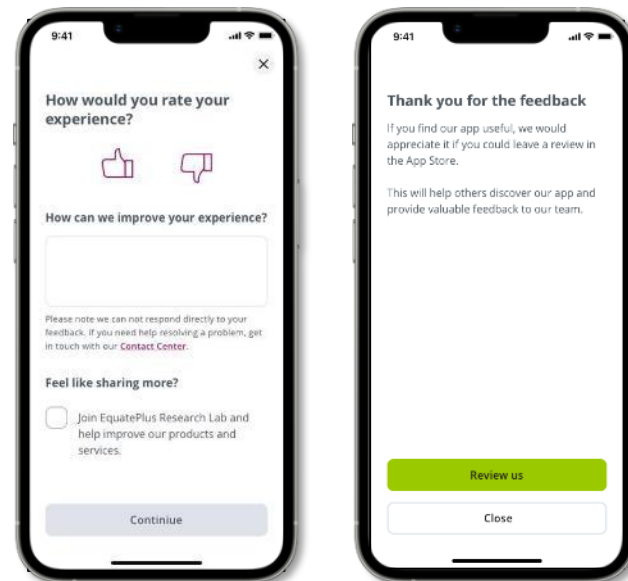 9:41
How would you rate your
experience?
How can we improve your experience?
Please note we can not respond directly to your
feedback. If you need help resolving a problem, get
in touch with our Contact Center.
Feel like sharing more?
Join EquatePlus Research Lab and
help improve our products and
services.
Continiue
9:41
Thank you for the feedback
If you find our app useful, we would
appreciate it if you could leave a review in
the App Store.
This will help others discover our app and
provide valuable feedback to our team.
Review us
Close